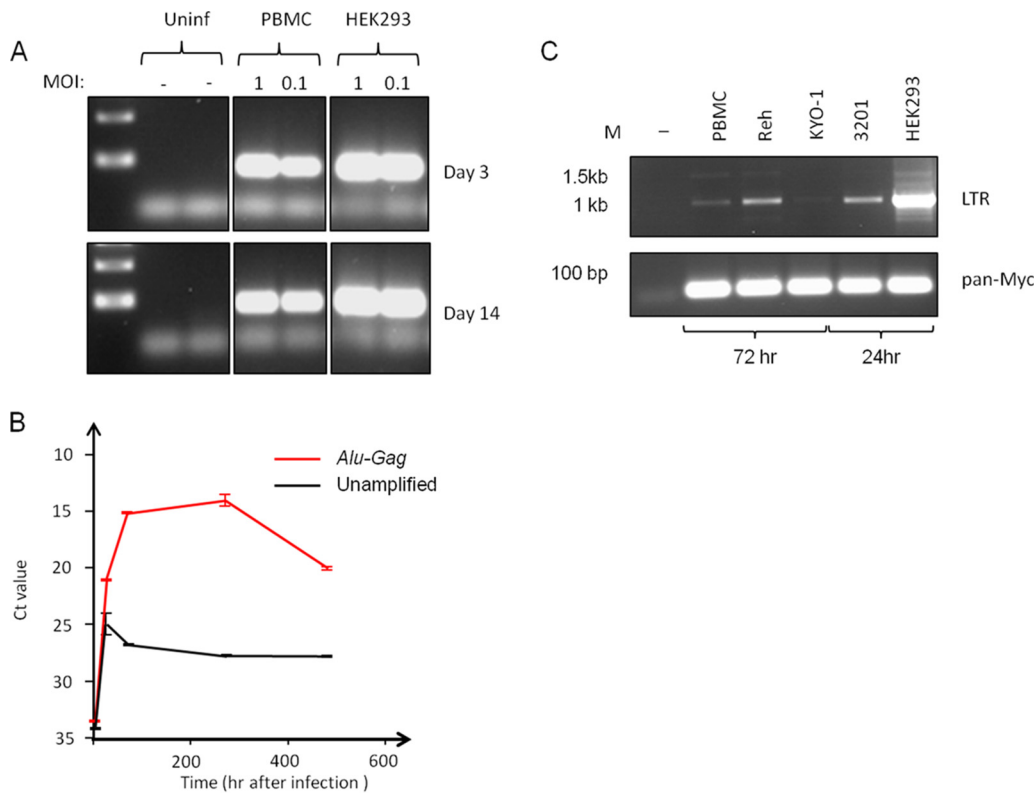 A
Uninf PBMC HEK293
MOI: - - 1 0.1 1 0.1
Day 3
Day 14
B
Alu-Gag
Unamplified
10
15
20
25
30
35
Ct value
200 400 600
Time (hr after infection )
C
M – PBMC Reh KYO-1 3201 HEK293
1.5kb
1 kb
LTR
100 bp
pan-Myc
72 hr 24hr